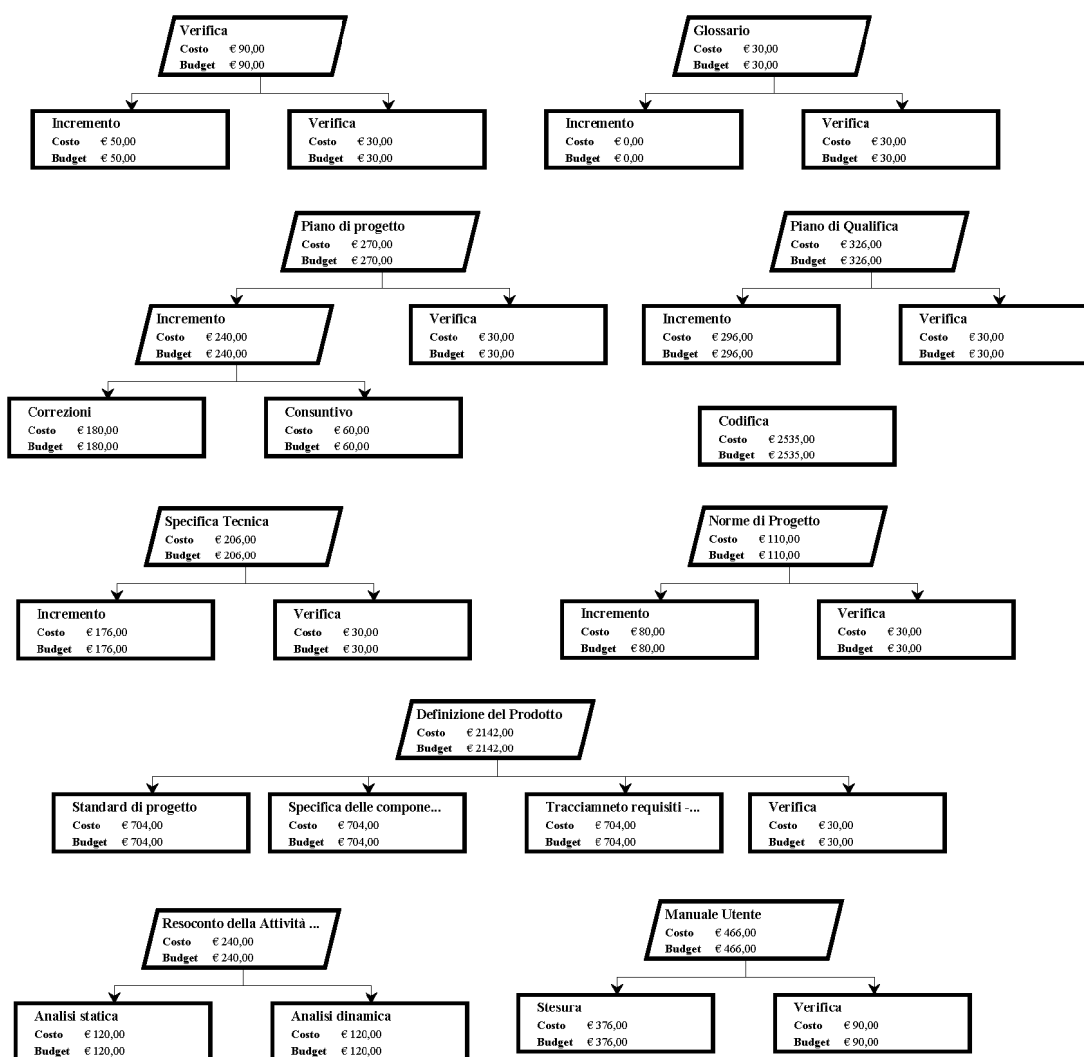 Verifica
Costo € 90,00
Budget € 90,00
Glossario
Costo € 30,00
Budget € 30,00
Incremento
Costo € 50,00
Budget € 50,00
Verifica
Costo € 30,00
Budget € 30,00
Incremento
Costo € 0,00
Budget € 0,00
Verifica
Costo € 30,00
Budget € 30,00
Piano di progetto
Costo € 270,00
Budget € 270,00
Piano di Qualifica
Costo € 326,00
Budget € 326,00
Incremento
Costo € 240,00
Budget € 240,00
Verifica
Costo € 30,00
Budget € 30,00
Incremento
Costo € 296,00
Budget € 296,00
Verifica
Costo € 30,00
Budget € 30,00
Correzioni
Costo € 180,00
Budget € 180,00
Consuntivo
Costo € 60,00
Budget € 60,00
Codifica
Costo € 2535,00
Budget € 2535,00
Specifica Tecnica
Costo € 206,00
Budget € 206,00
Norme di Progetto
Costo € 110,00
Budget € 110,00
Incremento
Costo € 176,00
Budget € 176,00
Verifica
Costo € 30,00
Budget € 30,00
Incremento
Costo € 80,00
Budget € 80,00
Verifica
Costo € 30,00
Budget € 30,00
Definizione del Prodotto
Costo € 2142,00
Budget € 2142,00
Standard di progetto
Costo € 704,00
Budget € 704,00
Specifica delle compone...
Costo € 704,00
Budget € 704,00
Tracciamneto requisiti -...
Costo € 704,00
Budget € 704,00
Verifica
Costo € 30,00
Budget € 30,00
Resoconto della Attività ...
Costo € 240,00
Budget € 240,00
Manuale Utente
Costo € 466,00
Budget € 466,00
Analisi statica
Costo € 120,00
Budget € 120,00
Analisi dinamica
Costo € 120,00
Budget € 120,00
Stesura
Costo € 376,00
Budget € 376,00
Verifica
Costo € 90,00
Budget € 90,00